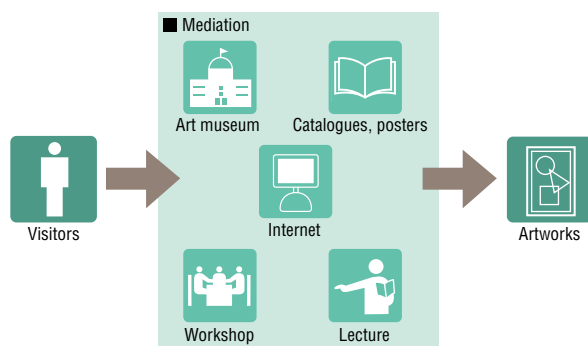 Mediation
Art museum
Catalogues, posters
Visitors
Internet
Artworks
Workshop
Lecture